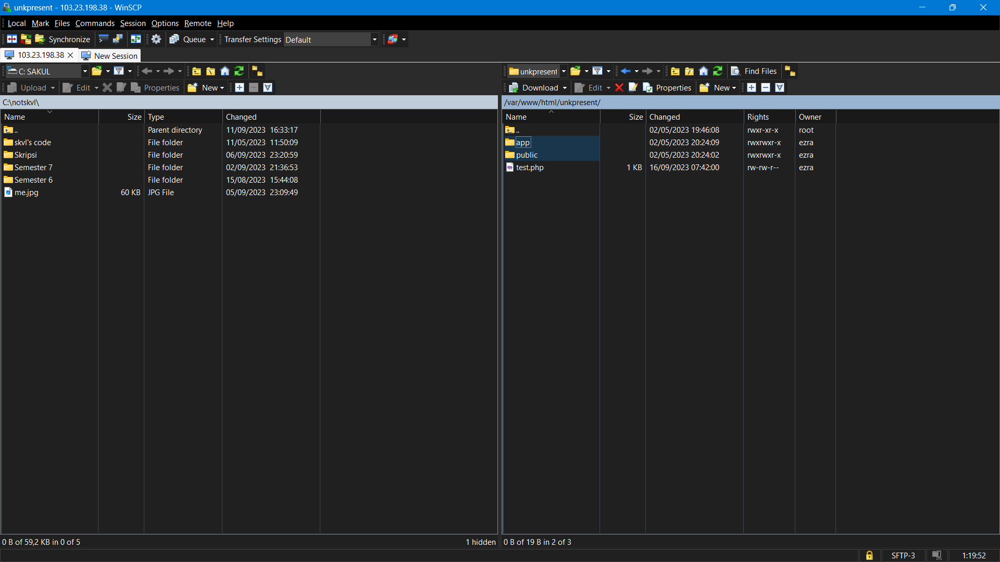 unkpresent - 103.23.198.38 - WinSCP
Local Mark Files Commands Session Options Remote Help
Synchronize Queue Transfer Settings Default
103.23.198.38 New Session
C: SAKUL
Upload Edit Properties New
C:\notskvl\
Name Size Type Changed
.. Parent directory 11/09/2023 16:33:17
skvl's code File folder 11/05/2023 11:50:09
Skripsi File folder 06/09/2023 23:20:59
Semester 7 File folder 02/09/2023 21:36:53
Semester 6 File folder 15/08/2023 15:44:08
me.jpg 60 KB JPG File 05/09/2023 23:09:49
0 B of 59,2 KB in 0 of 5 1 hidden
unkpresent Find Files
Download Edit Properties New
/var/www/html/unkpresent/
Name Size Changed Rights Owner
.. 02/05/2023 19:46:08 rwxr-xr-x root
app 02/05/2023 20:24:09 rwxrwxr-x ezra
public 02/05/2023 20:24:02 rwxrwxr-x ezra
test.php 1 KB 16/09/2023 07:42:00 rw-rw-r-- ezra
0 B of 19 B in 2 of 3
SFTP-3 1:19:52